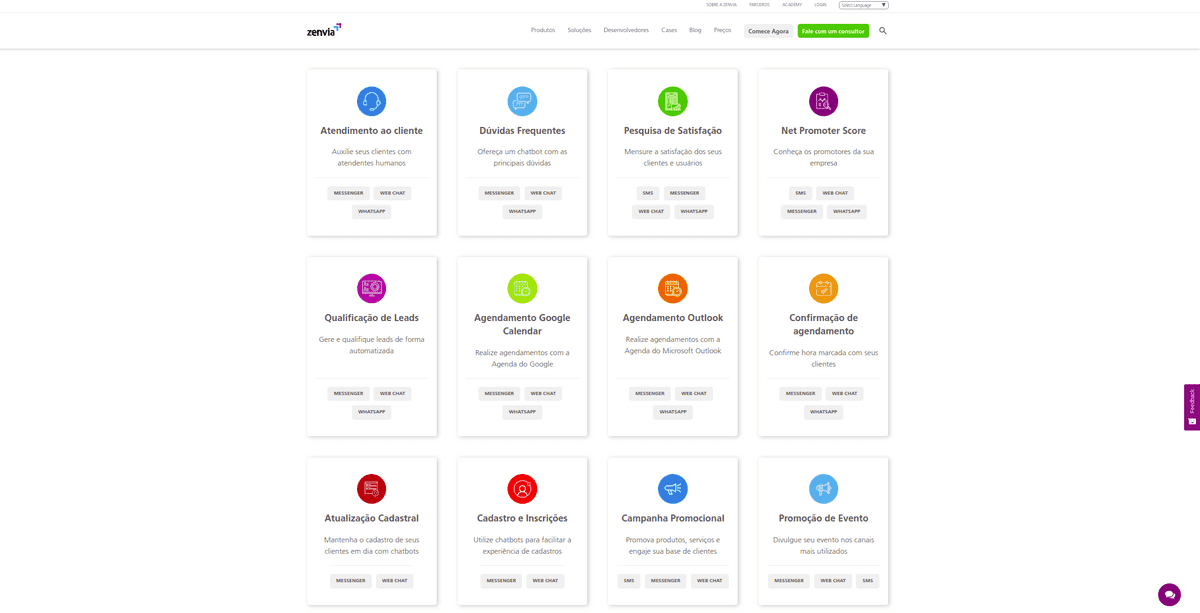 SOBRE A ZENVIA PARCEIROS ACADEMY LOGIN Select Language ▼
zenvia Produtos Soluções Desenvolvedores Cases Blog Preços Comece Agora Fale com um consultor
Atendimento ao cliente
Auxilie seus clientes com
atendentes humanos
MESSENGER WEB CHAT
WHATSAPP
Dúvidas Frequentes
Ofereça um chatbot com as
principais dúvidas
MESSENGER WEB CHAT
WHATSAPP
Pesquisa de Satisfação
Mensure a satisfação dos seus
clientes e usuários
SMS MESSENGER
WEB CHAT WHATSAPP
Net Promoter Score
Conheça os promotores da sua
empresa
SMS WEB CHAT
MESSENGER WHATSAPP
Qualificação de Leads
Gere e qualifique leads de forma
automatizada
MESSENGER WEB CHAT
WHATSAPP
Agendamento Google
Calendar
Realize agendamentos com a
Agenda do Google
MESSENGER WEB CHAT
WHATSAPP
Agendamento Outlook
Realize agendamentos com a
Agenda do Microsoft Outlook
MESSENGER WEB CHAT
WHATSAPP
Confirmação de
agendamento
Confirme hora marcada com seus
clientes
MESSENGER WEB CHAT
WHATSAPP
Feedback
Atualização Cadastral
Mantenha o cadastro de seus
clientes em dia com chatbots
MESSENGER WEB CHAT
Cadastro e Inscrições
Utilize chatbots para facilitar a
experiência de cadastros
MESSENGER WEB CHAT
Campanha Promocional
Promova produtos, serviços e
engaje sua base de clientes
SMS MESSENGER WEB CHAT
Promoção de Evento
Divulgue seu evento nos canais
mais utilizados
MESSENGER WEB CHAT SMS